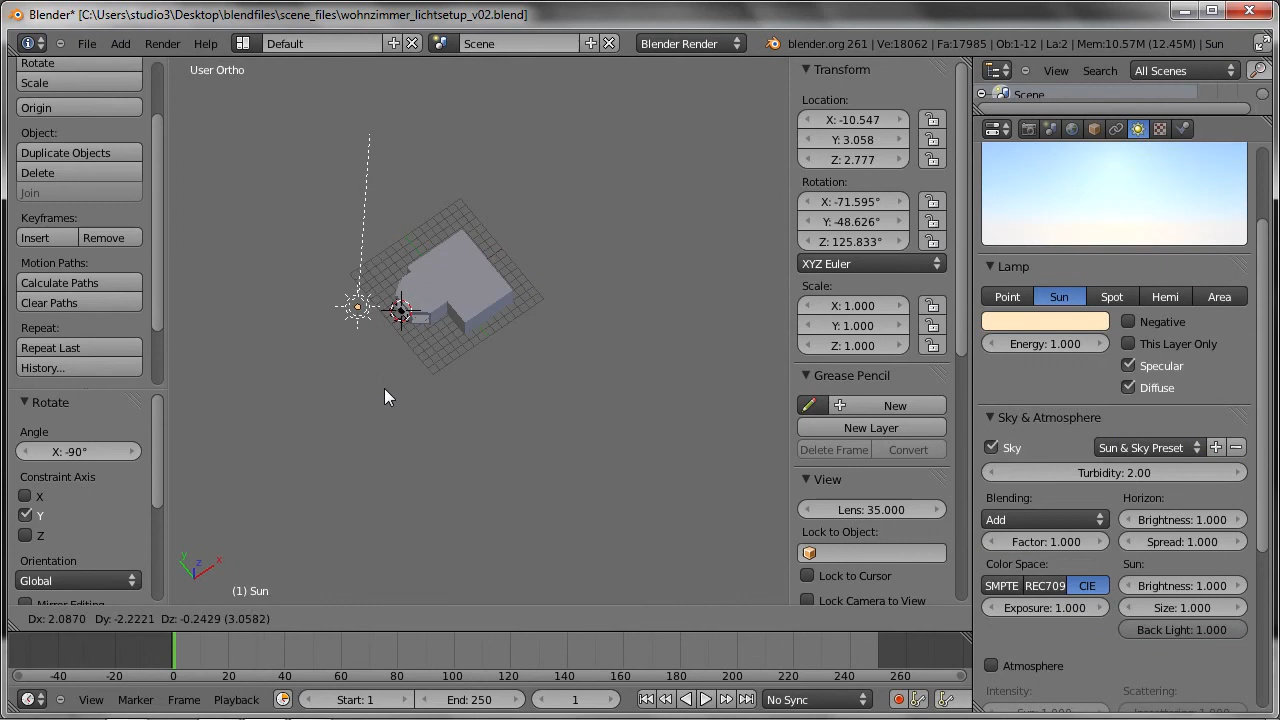 Blender* [C:\Users\studio3\Desktop\blendfiles\scene_files\wohnzimmer_lichtsetup_v02.blend]
File Add Render Help Default Scene Blender Render blender.org 261 | Ve:18062 | Fa:17985 | Ob:1-12 | La:2 | Mem:10.57M (12.45M) | Sun
Rotate
Scale
Origin
Object:
Duplicate Objects
Delete
Join
Keyframes:
Insert Remove
Motion Paths:
Calculate Paths
Clear Paths
Repeat:
Repeat Last
History...
Rotate
Angle
X: -90°
Constraint Axis
X
Y
Z
Orientation
Global
Mirror Editing
User Ortho
y
z
x
(1) Sun
Dx: 2.0870 Dy: -2.2221 Dz: -0.2429 (3.0582)
Transform
Location:
X: -10.547
Y: 3.058
Z: 2.777
Rotation:
X: -71.595°
Y: -48.626°
Z: 125.833°
XYZ Euler
Scale:
X: 1.000
Y: 1.000
Z: 1.000
Grease Pencil
New
New Layer
Delete Frame Convert
View
Lens: 35.000
Lock to Object:
Lock to Cursor
Lock Camera to View
View Search All Scenes
Scene
Lamp
Point Sun Spot Hemi Area
Negative
Energy: 1.000 This Layer Only
Specular
Diffuse
Sky & Atmosphere
Sky Sun & Sky Preset
Turbidity: 2.00
Blending: Horizon:
Add Brightness: 1.000
Factor: 1.000 Spread: 1.000
Color Space: Sun:
SMPTE REC709 CIE Brightness: 1.000
Exposure: 1.000 Size: 1.000
Back Light: 1.000
Atmosphere
Intensity: Scattering:
-40 -20 0 20 40 60 80 100 120 140 160 180 200 220 240 260
View Marker Frame Playback Start: 1 End: 250 1 No Sync